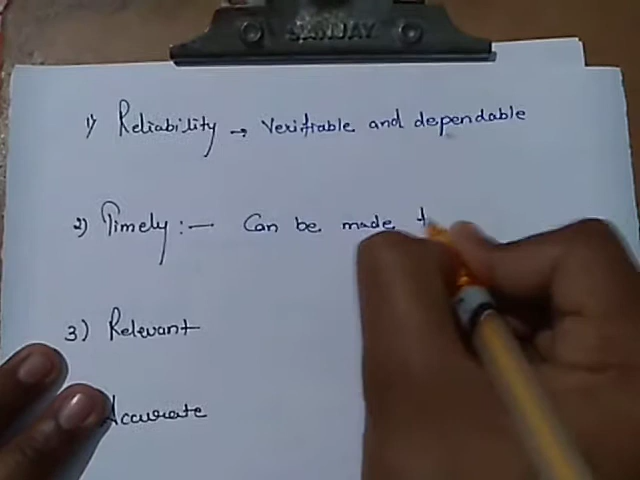 SANJAY
1) Reliability → Verifiable and dependable
2) Timely :— Can be made t
3) Relevant
Accurate